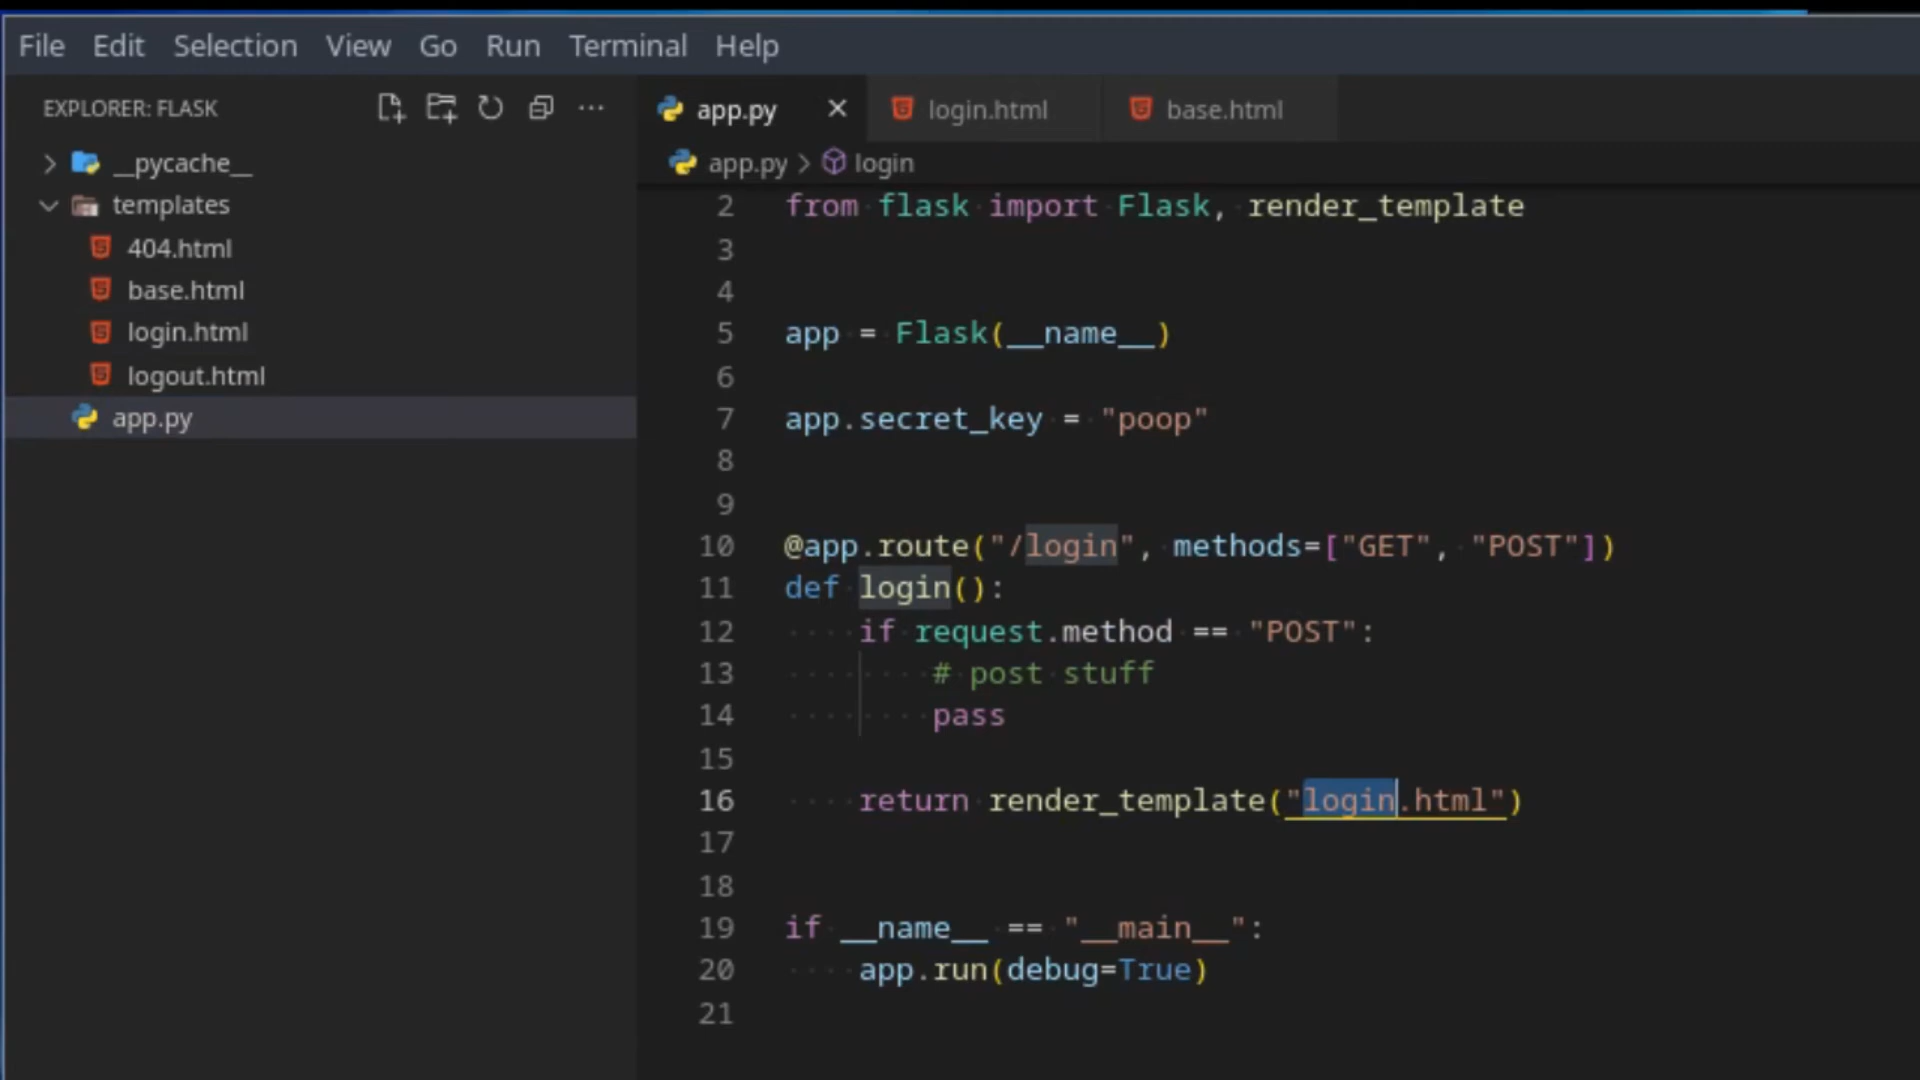 File Edit Selection View Go Run Terminal Help
EXPLORER: FLASK
__pycache__
templates
404.html
base.html
login.html
logout.html
app.py
app.py login.html base.html
app.py > login
2 from flask import Flask, render_template
3
4
5 app = Flask(__name__)
6
7 app.secret_key = "poop"
8
9
10 @app.route("/login", methods=["GET", "POST"])
11 def login():
12 if request.method == "POST":
13 # post stuff
14 pass
15
16 return render_template("login.html")
17
18
19 if __name__ == "__main__":
20 app.run(debug=True)
21